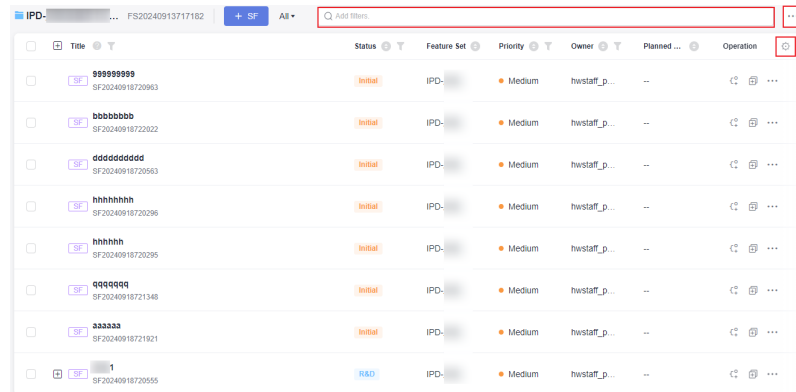 IPD- ... FS20240913717182 + SF All Add filters. ...
Title Status Feature Set Priority Owner Planned ... Operation
SF 999999999 Initial IPD- Medium hwstaff_p... -- ...
SF20240918720963
SF bbbbbbbb Initial IPD- Medium hwstaff_p... -- ...
SF20240918722022
SF dddddddddd Initial IPD- Medium hwstaff_p... -- ...
SF20240918720563
SF hhhhhhhh Initial IPD- Medium hwstaff_p... -- ...
SF20240918720296
SF hhhhhh Initial IPD- Medium hwstaff_p... -- ...
SF20240918720295
SF qqqqqqq Initial IPD- Medium hwstaff_p... -- ...
SF20240918721348
SF aaaaaa Initial IPD- Medium hwstaff_p... -- ...
SF20240918721921
SF 1 R&D IPD- Medium hwstaff_p... -- ...
SF20240918720555